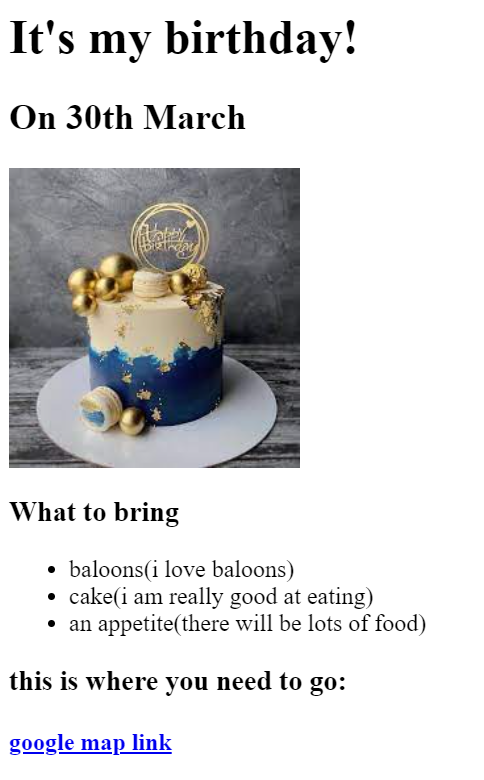 It's my birthday!
On 30th March
Happy
Birthday
What to bring
baloons(i love baloons)
cake(i am really good at eating)
an appetite(there will be lots of food)
this is where you need to go:
google map link